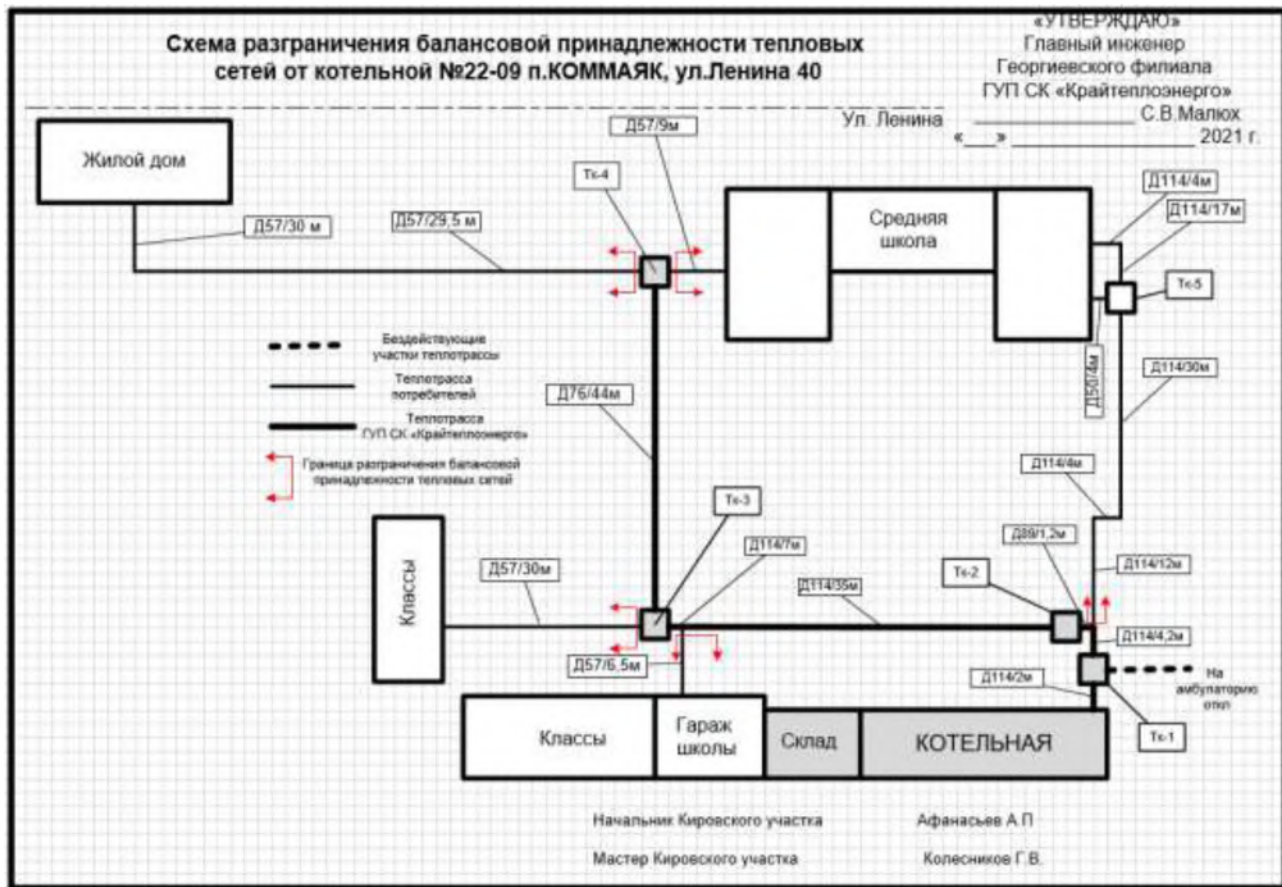 Схема разграничения балансовой принадлежности тепловых
сетей от котельной №22-09 п.КОММАЯК, ул.Ленина 40
«УТВЕРЖДАЮ»
Главный инженер
Георгиевского филиала
ГУП СК «Крайтеплоэнерго»
С.В.Малюх
«___» 2021 г.
Ул. Ленина
Жилой дом
Д57/30 м
Д57/29,5 м
Тк-4
Д57/9м
Средняя
школа
Д114/4м
Д114/17м
Тк-5
Д50/4м
Д114/30м
Бездействующие
участки теплотрассы
Теплотрасса
потребителей
Теплотрасса
ГУП СК «Крайтеплоэнерго»
Граница разграничения балансовой
принадлежности тепловых сетей
Д76/44м
Д114/4м
Тк-3
Д114/7м
Д89/1,2м
Классы
Д57/30м
Д114/35м
Тк-2
Д114/12м
Д57/6,5м
Д114/4,2м
Д114/2м
На
амбулаторию
откл
Тк-1
Классы
Гараж
школы
Склад
КОТЕЛЬНАЯ
Начальник Кировского участка Афанасьев А.П
Мастер Кировского участка Колесников Г.В.